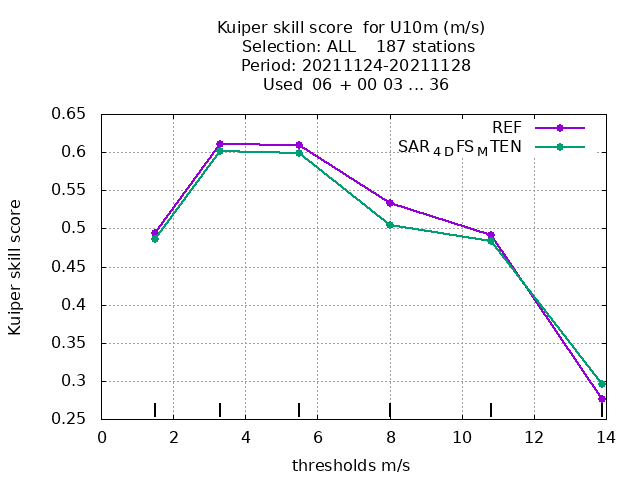 Kuiper skill score  for U10m (m/s)
Selection: ALL    187 stations
Period: 20211124-20211128
Used  06 + 00 03 ... 36
REF
SAR4DFSMTEN
0.65
0.6
0.55
0.5
0.45
0.4
0.35
0.3
0.25
Kuiper skill score
0 2 4 6 8 10 12 14
thresholds m/s